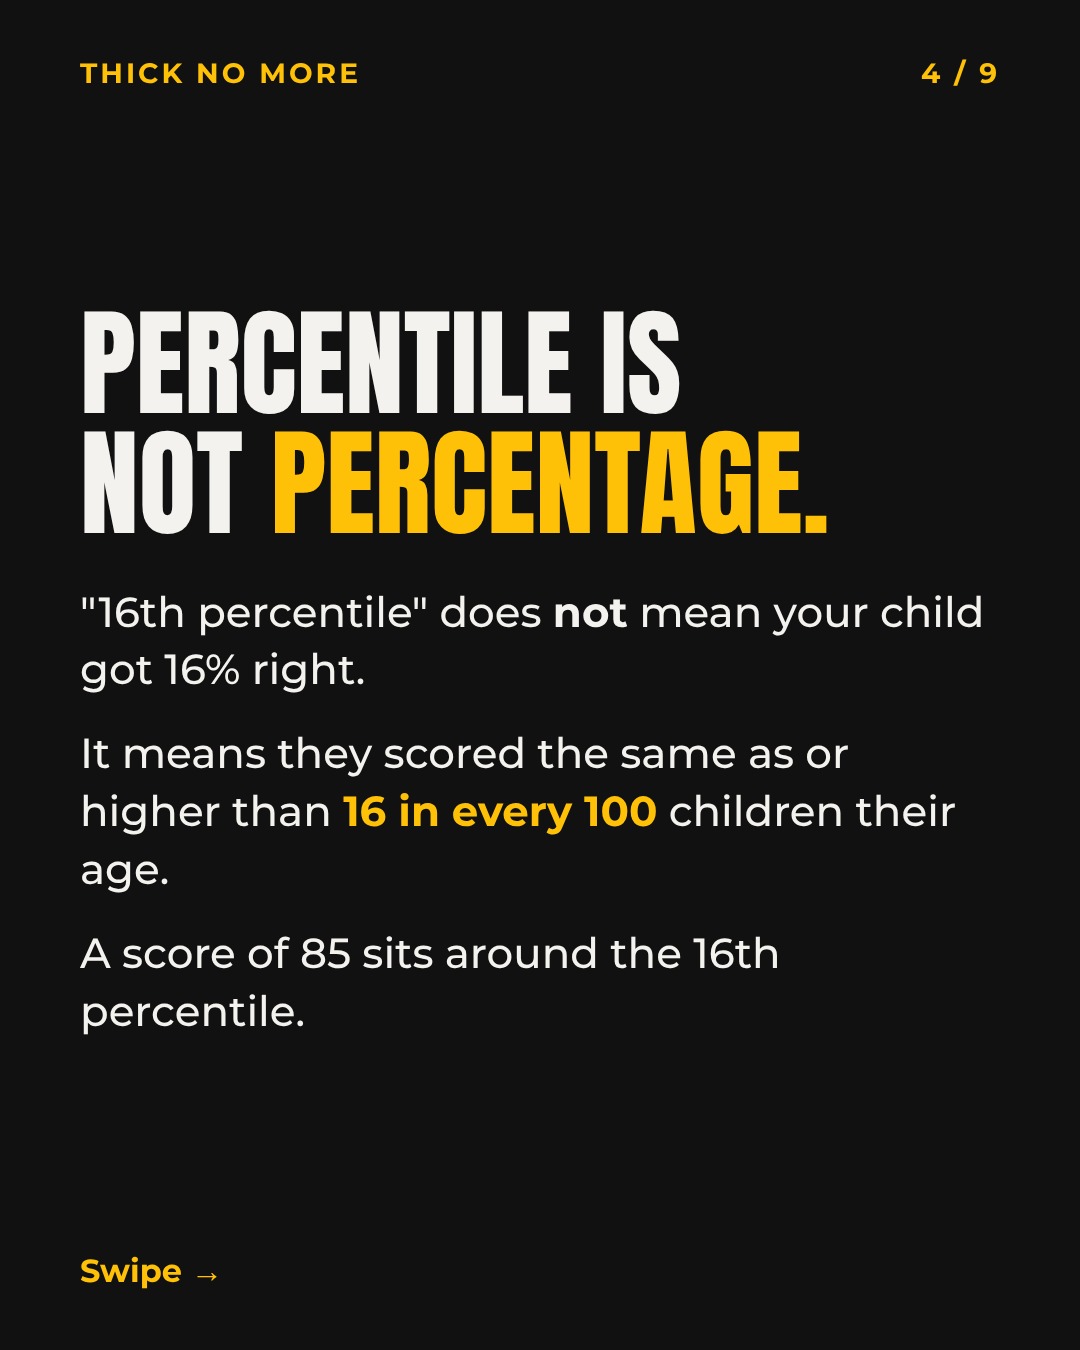 THICK NO MORE
4 / 9
PERCENTILE IS
NOT PERCENTAGE.
"16th percentile" does not mean your child
got 16% right.
It means they scored the same as or
higher than 16 in every 100 children their
age.
A score of 85 sits around the 16th
percentile.
Swipe →